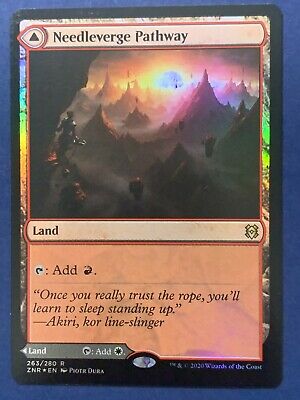 Needleverge Pathway
Land
: Add .
"Once you really trust the rope, you'll
learn to sleep standing up."
—Akiri, kor line-slinger
Land : Add .
263/280 R
ZNR EN Piotr Dura
™ & © 2020 Wizards of the Coast